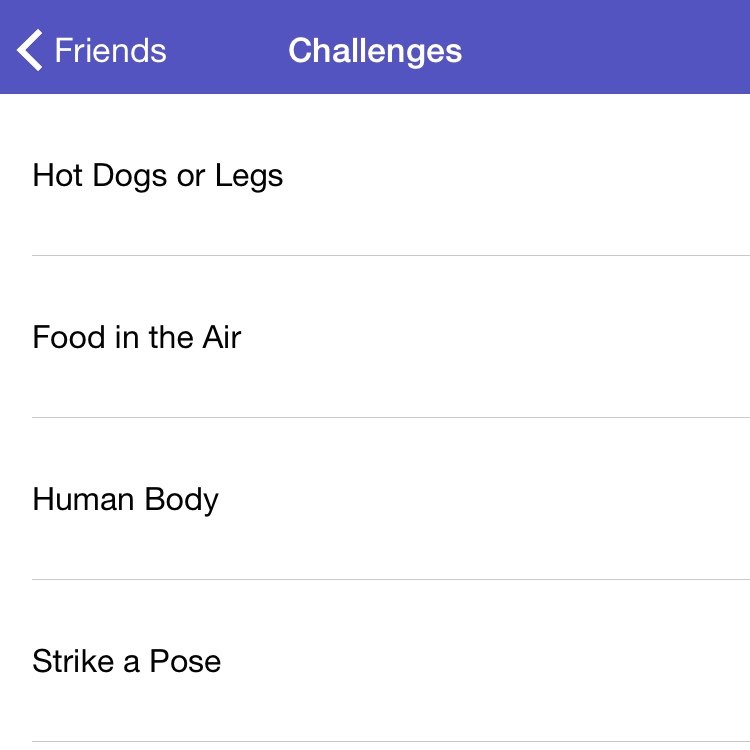 Friends Challenges
Hot Dogs or Legs
Food in the Air
Human Body
Strike a Pose